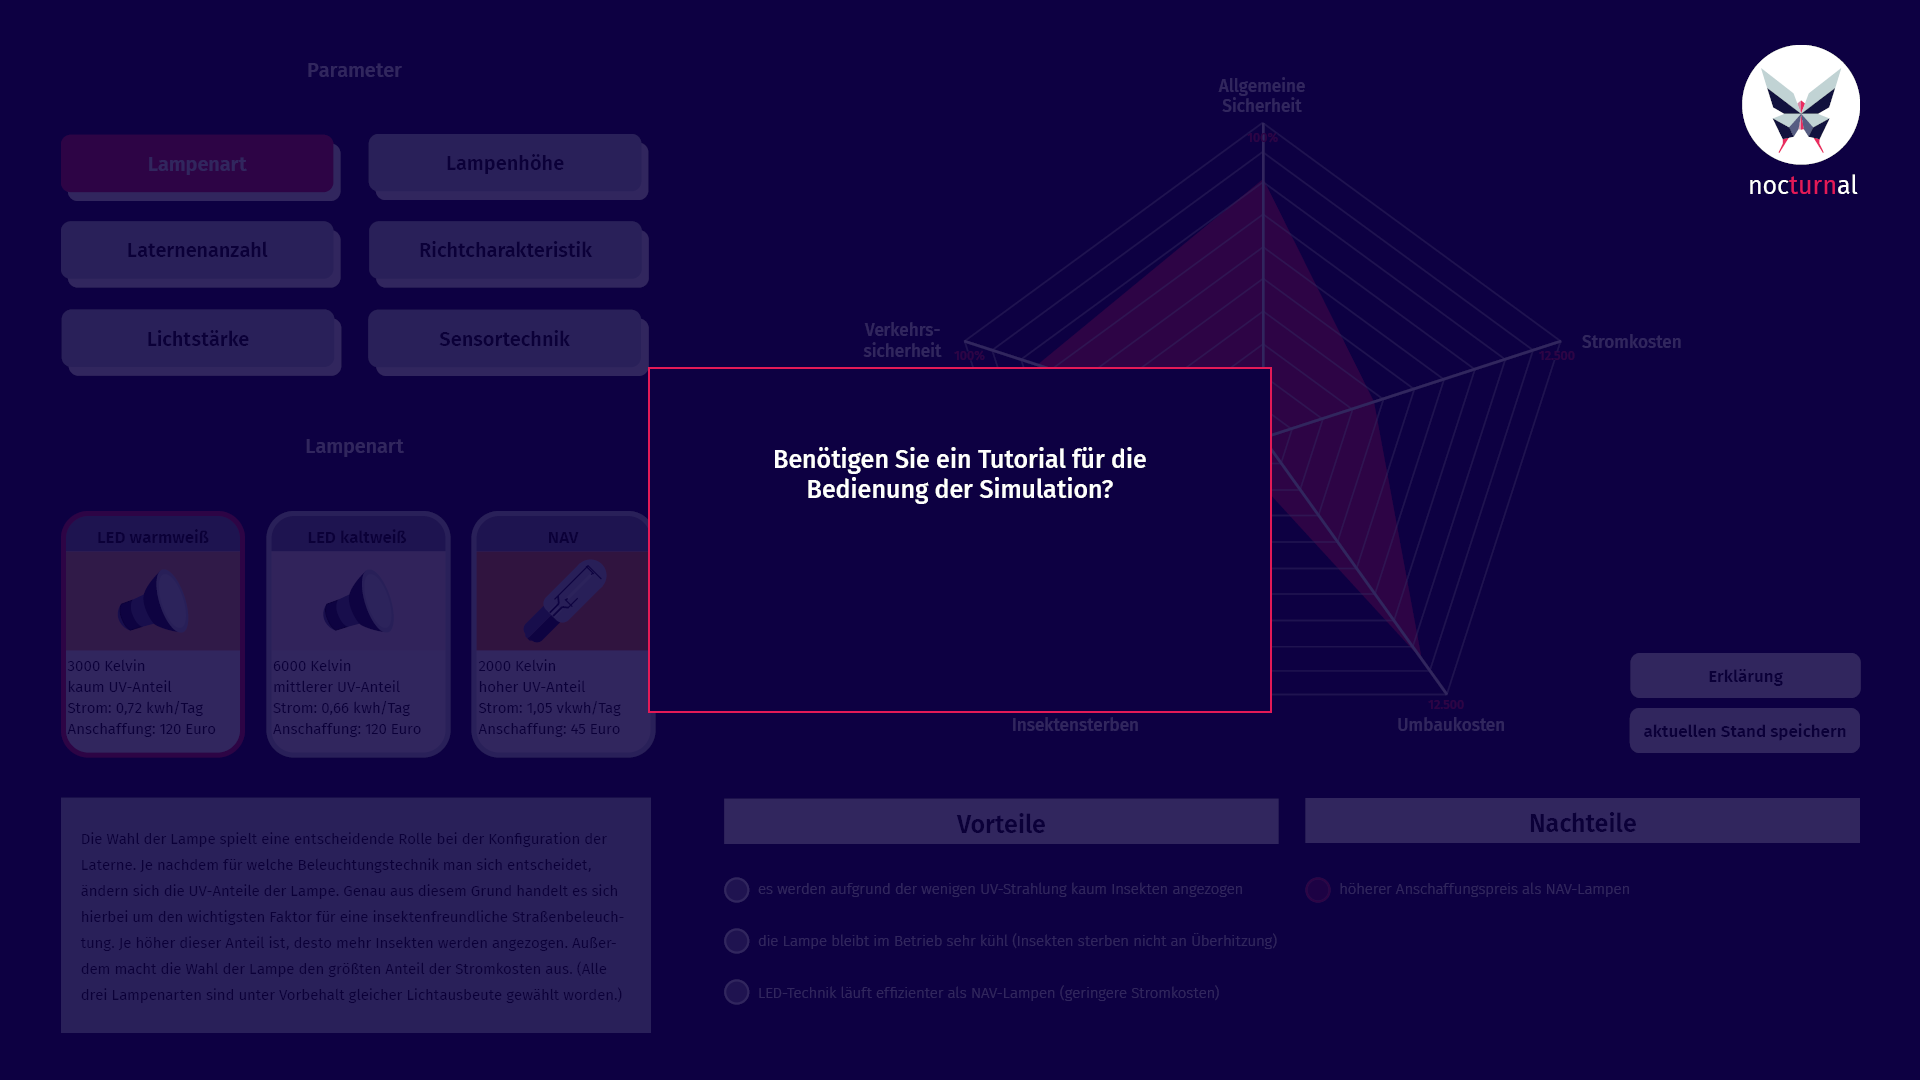 Parameter
Lampenart
Lampenhöhe
Laternenanzahl
Richtcharakteristik
Lichtstärke
Sensortechnik
Lampenart
LED warmweiß
3000 Kelvin
kaum UV-Anteil
Strom: 0,72 kwh/Tag
Anschaffung: 120 Euro
LED kaltweiß
6000 Kelvin
mittlerer UV-Anteil
Strom: 0,66 kwh/Tag
Anschaffung: 120 Euro
NAV
2000 Kelvin
hoher UV-Anteil
Strom: 1,05 vkwh/Tag
Anschaffung: 45 Euro
Die Wahl der Lampe spielt eine entscheidende Rolle bei der Konfiguration der
Laterne. Je nachdem für welche Beleuchtungstechnik man sich entscheidet,
ändern sich die UV-Anteile der Lampe. Genau aus diesem Grund handelt es sich
hierbei um den wichtigsten Faktor für eine insektenfreundliche Straßenbeleuch-
tung. Je höher dieser Anteil ist, desto mehr Insekten werden angezogen. Außer-
dem macht die Wahl der Lampe den größten Anteil der Stromkosten aus. (Alle
drei Lampenarten sind unter Vorbehalt gleicher Lichtausbeute gewählt worden.)
Allgemeine
Sicherheit
100%
Verkehrs-
sicherheit
100%
Stromkosten
12.500
Benötigen Sie ein Tutorial für die
Bedienung der Simulation?
12.500
Insektensterben
Umbaukosten
nocturnal
Erklärung
aktuellen Stand speichern
Vorteile
es werden aufgrund der wenigen UV-Strahlung kaum Insekten angezogen
die Lampe bleibt im Betrieb sehr kühl (Insekten sterben nicht an Überhitzung)
LED-Technik läuft effizienter als NAV-Lampen (geringere Stromkosten)
Nachteile
höherer Anschaffungspreis als NAV-Lampen